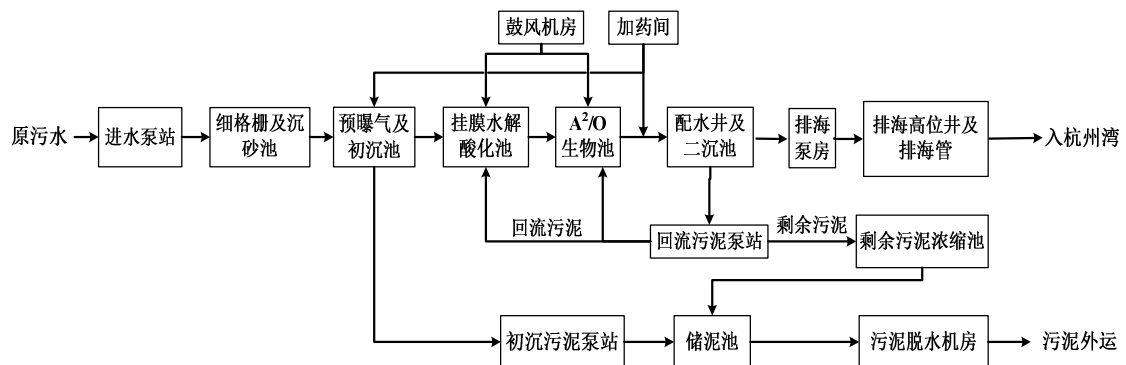 鼓风机房
加药间
原污水
进水泵站
细格栅及沉
砂池
预曝气及
初沉池
挂膜水解
酸化池
A²/O
生物池
配水井及
二沉池
排海
泵房
排海高位井及
排海管
入杭州湾
回流污泥
回流污泥泵站
剩余污泥
剩余污泥浓缩池
初沉污泥泵站
储泥池
污泥脱水机房
污泥外运